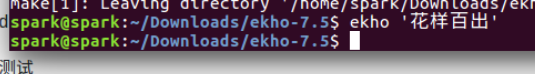 make[1]: Leaving directory '/home/spark/Downloads/ekh
spark@spark:~/Downloads/ekho-7.5$ ekho '花样百出'
spark@spark:~/Downloads/ekho-7.5$
测试